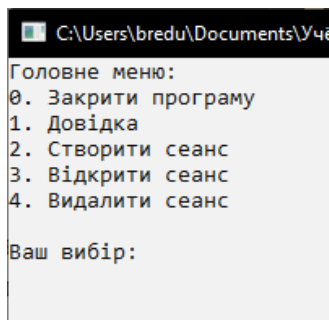 C:\Users\bredu\Documents\Учё
Головне меню:
0. Закрити програму
1. Довідка
2. Створити сеанс
3. Відкрити сеанс
4. Видалити сеанс
Ваш вибір: